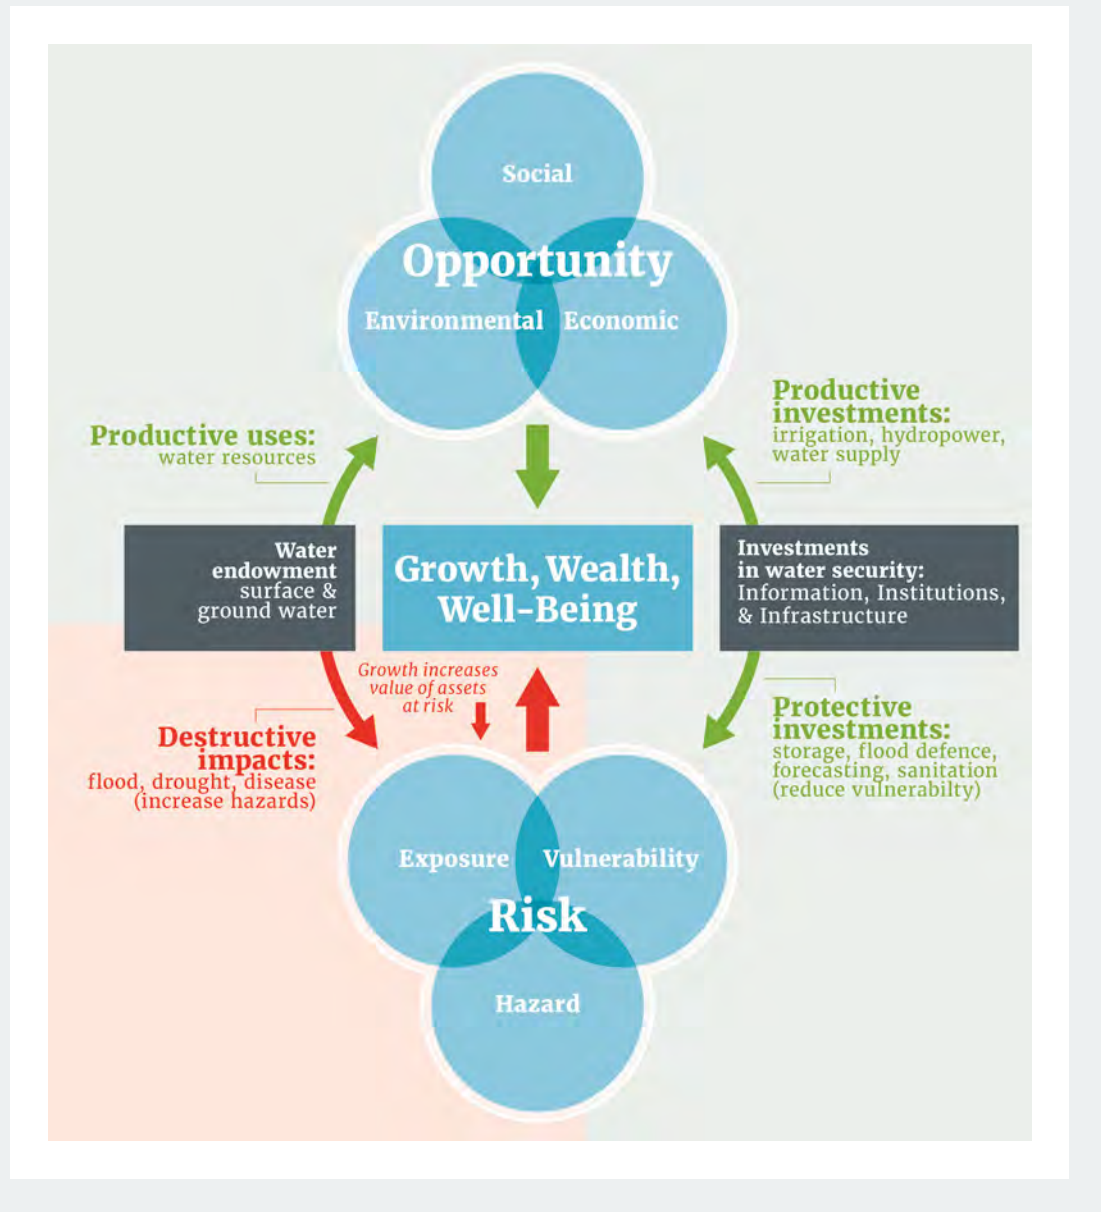 Social
Opportunity
Environmental
Economic
Productive uses:
water resources
Productive
investments:
irrigation, hydropower,
water supply
Water
endowment
surface &
ground water
Growth, Wealth,
Well-Being
Investments
in water security:
Information, Institutions,
& Infrastructure
Growth increases
value of assets
at risk
Destructive
impacts:
flood, drought, disease
(increase hazards)
Protective
investments:
storage, flood defence,
forecasting, sanitation
(reduce vulnerabilty)
Exposure
Vulnerability
Risk
Hazard